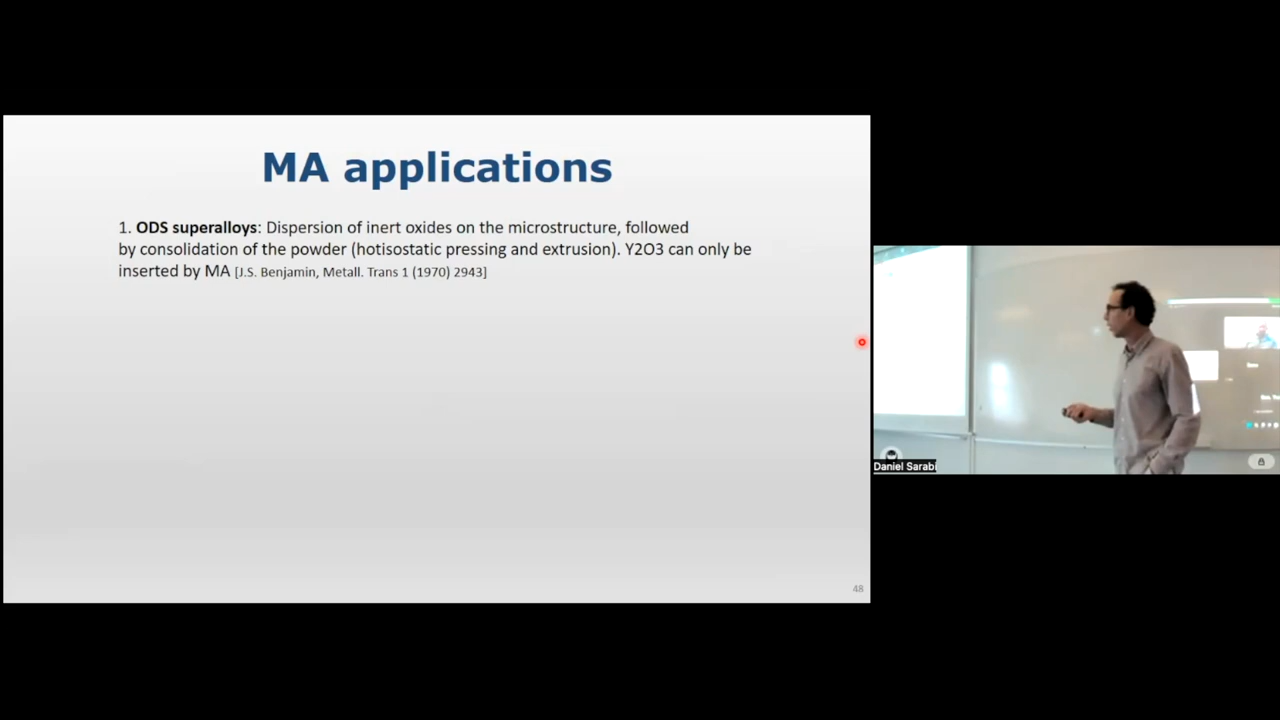 MA applications
1. ODS superalloys: Dispersion of inert oxides on the microstructure, followed
by consolidation of the powder (hotisostatic pressing and extrusion). Y2O3 can only be
inserted by MA [J.S. Benjamin, Metall. Trans 1 (1970) 2943]
48
Daniel Sarabi